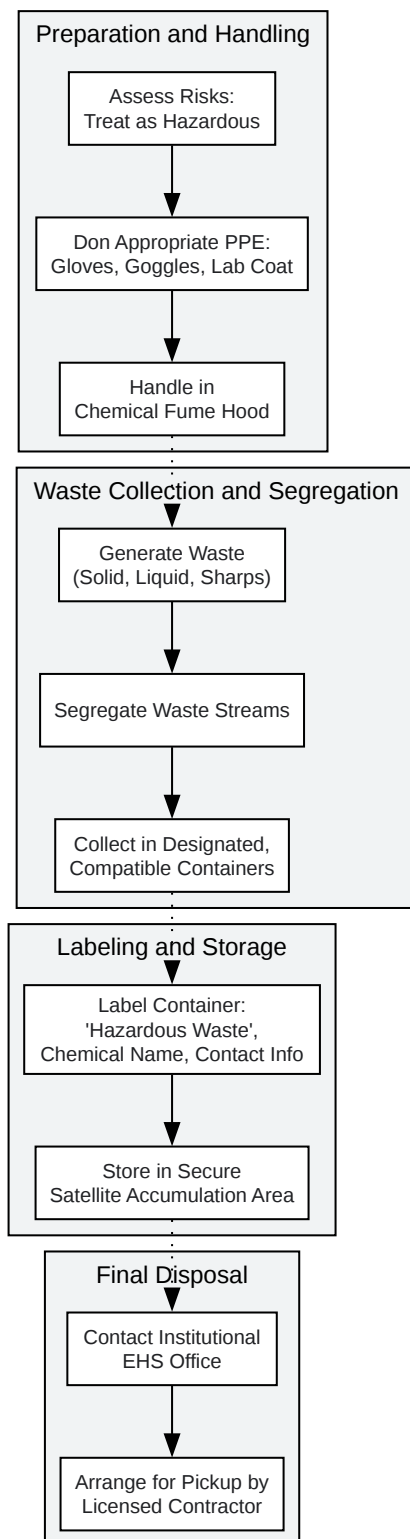 Preparation and Handling
Assess Risks:
Treat as Hazardous
Don Appropriate PPE:
Gloves, Goggles, Lab Coat
Handle in
Chemical Fume Hood
Waste Collection and Segregation
Generate Waste
(Solid, Liquid, Sharps)
Segregate Waste Streams
Collect in Designated,
Compatible Containers
Labeling and Storage
Label Container:
'Hazardous Waste',
Chemical Name, Contact Info
Store in Secure
Satellite Accumulation Area
Final Disposal
Contact Institutional
EHS Office
Arrange for Pickup by
Licensed Contractor